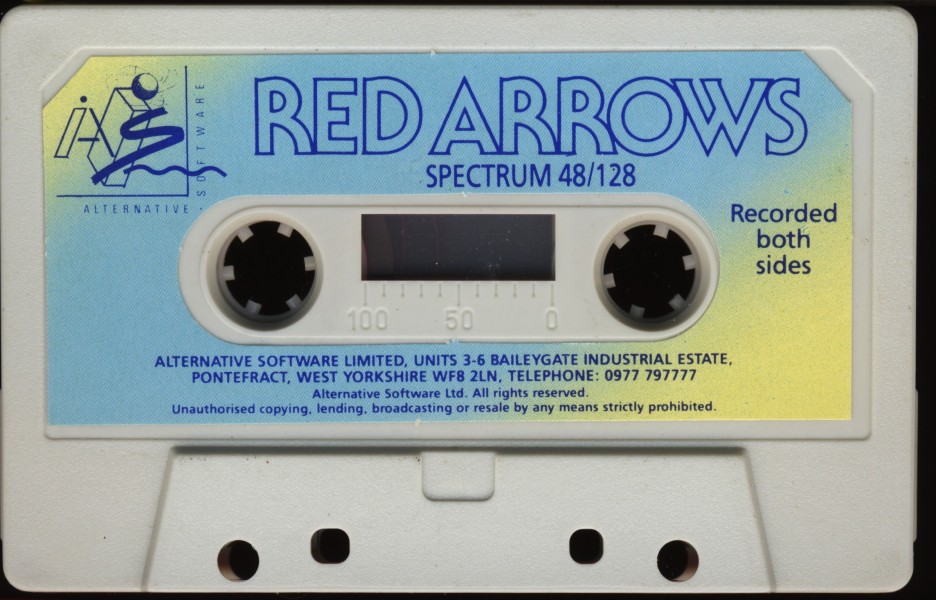 RED ARROWS
SPECTRUM 48/128
AS
SOFTWARE
ALTERNATIVE
Recorded
both
sides
100 50 0
ALTERNATIVE SOFTWARE LIMITED, UNITS 3-6 BAILEYGATE INDUSTRIAL ESTATE,
PONTEFRACT, WEST YORKSHIRE WF8 2LN, TELEPHONE: 0977 797777
Alternative Software Ltd. All rights reserved.
Unauthorised copying, lending, broadcasting or resale by any means strictly prohibited.